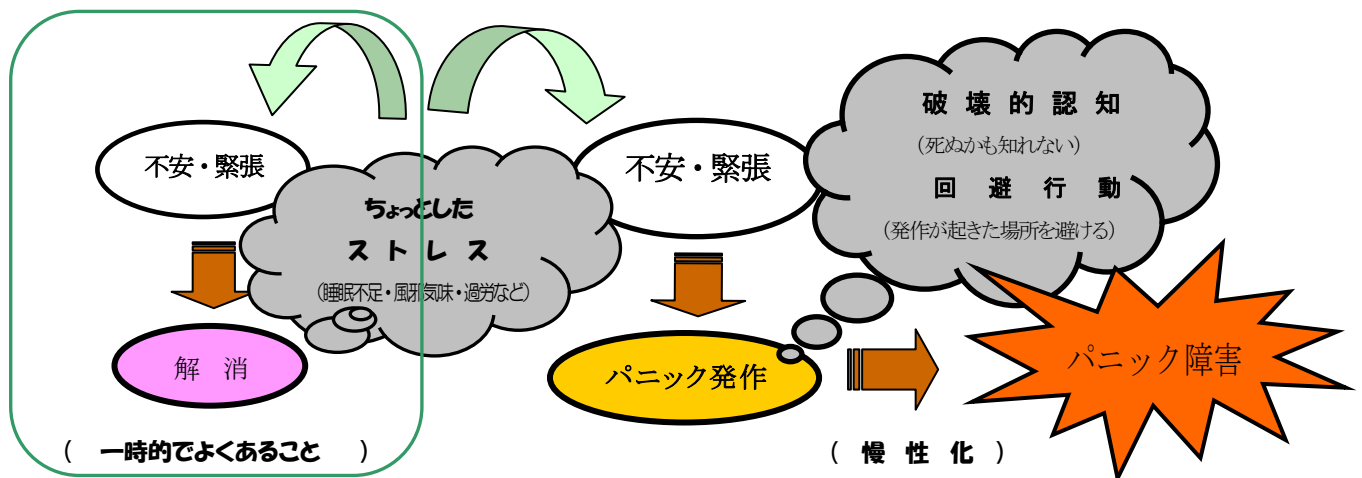 不安・緊張
ちょっとした
ストレス
(睡眠不足・風邪気味・過労など)
解 消
( 一時的でよくあること )
不安・緊張
パニック発作
破壊的認知
(死ぬかも知れない)
回避行動
(発作が起きた場所を避ける)
パニック障害
( 慢性化 )